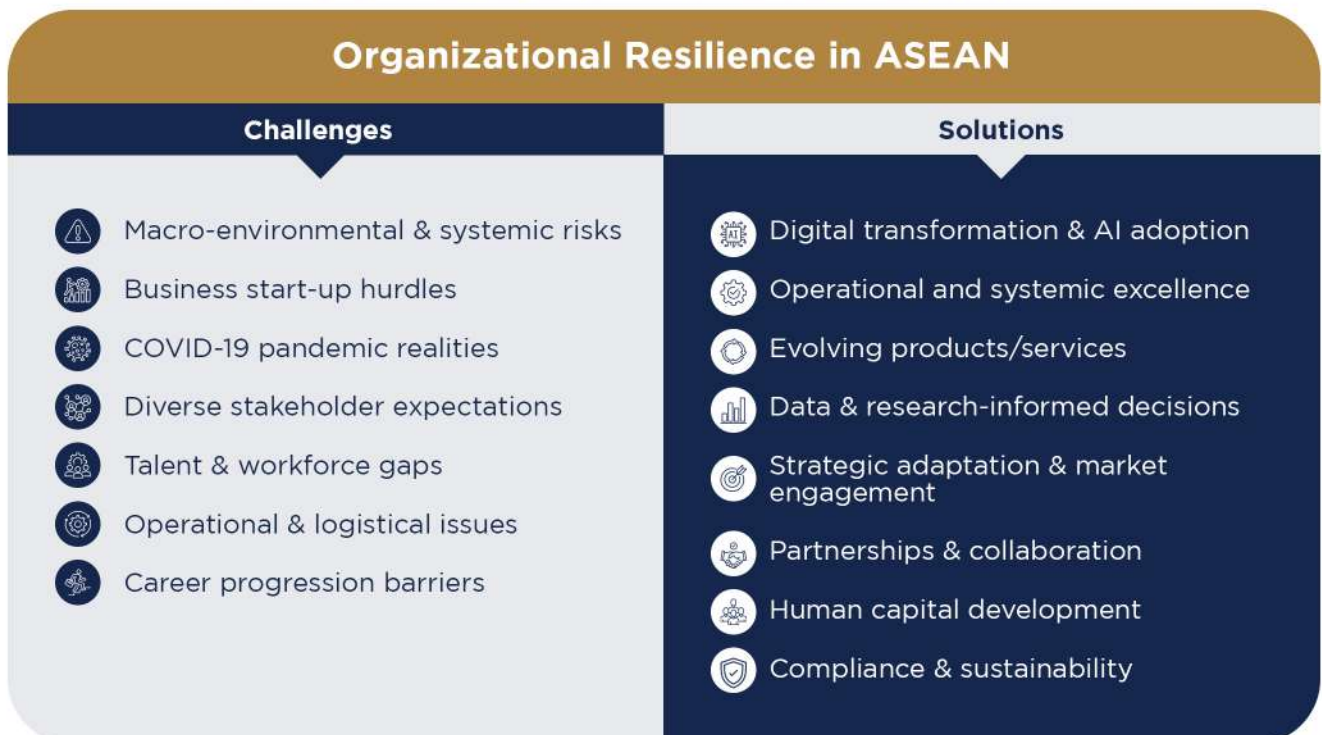 Organizational Resilience in ASEAN
Challenges
Macro-environmental & systemic risks
Business start-up hurdles
COVID-19 pandemic realities
Diverse stakeholder expectations
Talent & workforce gaps
Operational & logistical issues
Career progression barriers
Solutions
AI
Digital transformation & AI adoption
Operational and systemic excellence
Evolving products/services
Data & research-informed decisions
Strategic adaptation & market
engagement
Partnerships & collaboration
Human capital development
Compliance & sustainability